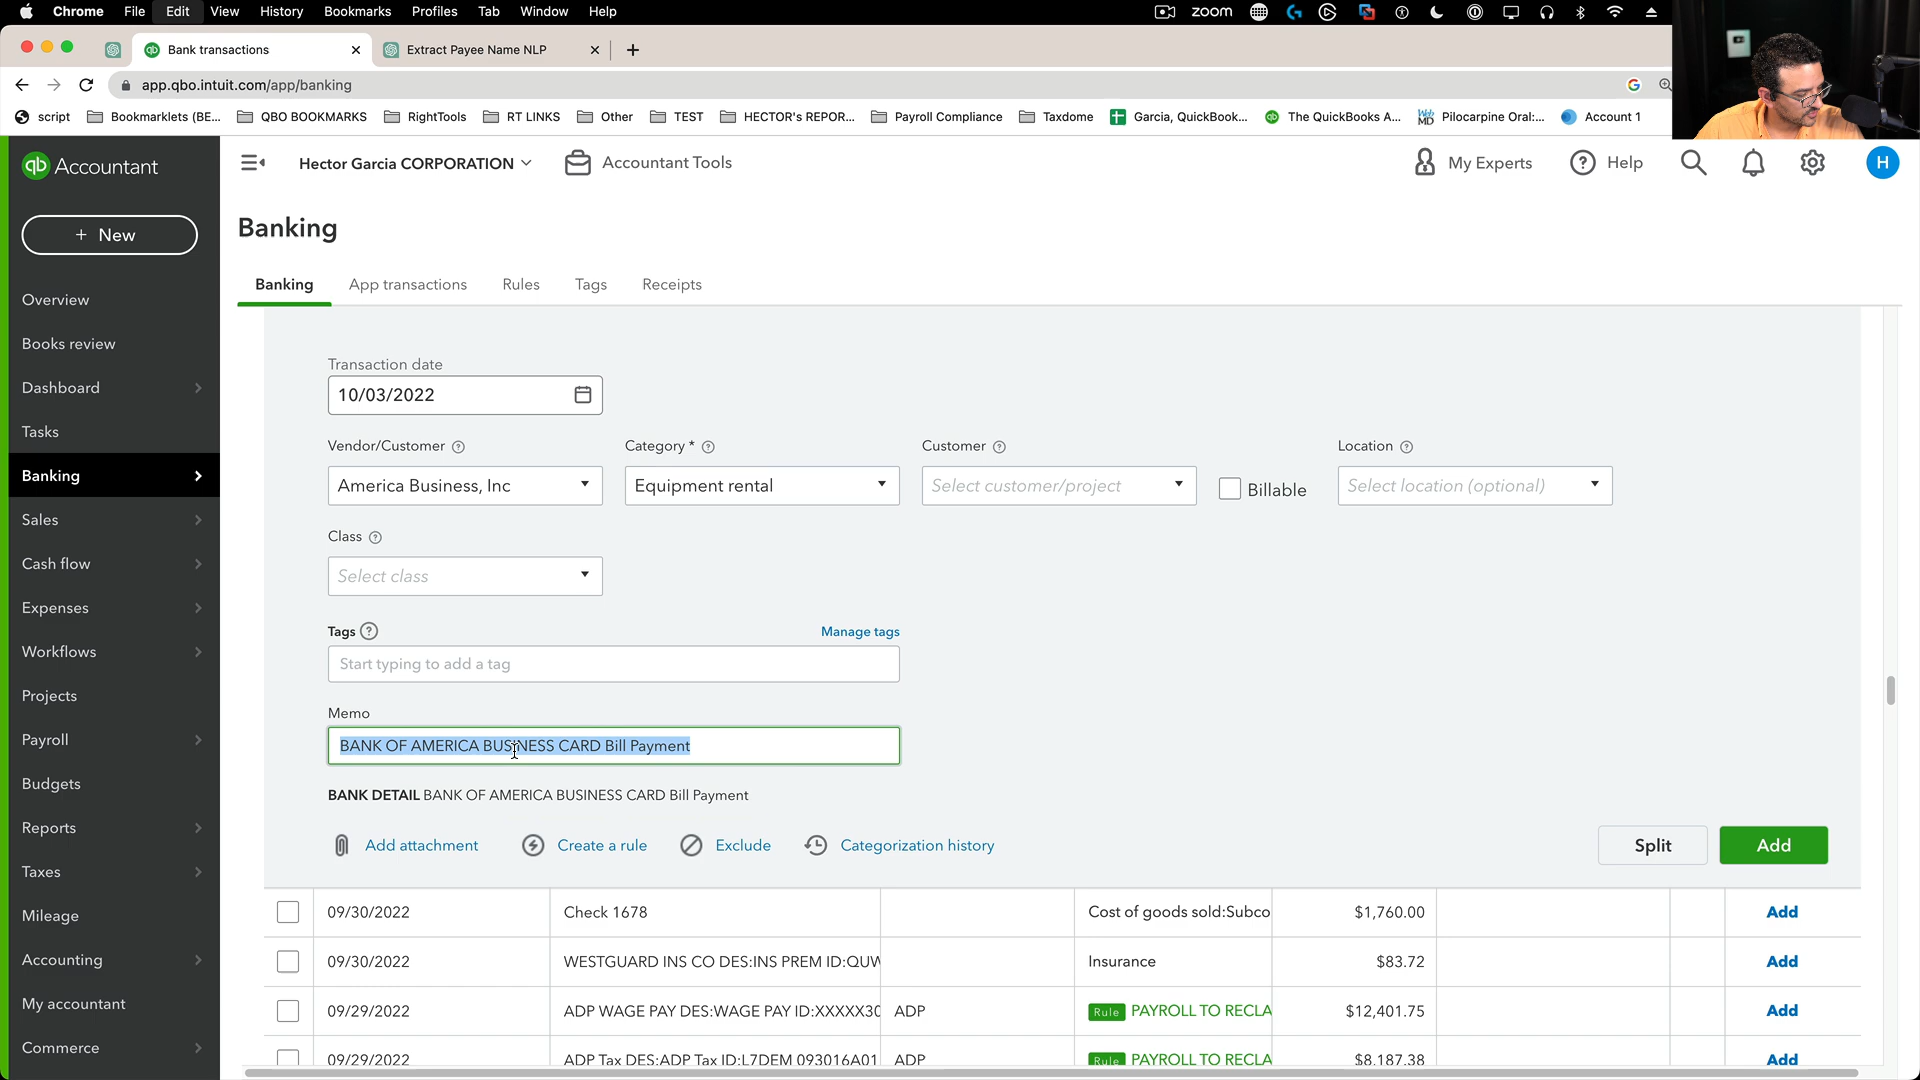 Chrome File Edit View History Bookmarks Profiles Tab Window Help zoom
Bank transactions Extract Payee Name NLP
app.qbo.intuit.com/app/banking
script Bookmarklets (BE... QBO BOOKMARKS RightTools RT LINKS Other TEST HECTOR's REPOR... Payroll Compliance Taxdome Garcia, QuickBook... The QuickBooks A... Pilocarpine Oral:... Account 1
qb Accountant
Hector Garcia CORPORATION Accountant Tools My Experts Help H
+ New
Banking
Banking App transactions Rules Tags Receipts
Overview
Books review
Dashboard
Tasks
Banking
Sales
Cash flow
Expenses
Workflows
Projects
Payroll
Budgets
Reports
Taxes
Mileage
Accounting
My accountant
Commerce
Transaction date
10/03/2022
Vendor/Customer Category * Customer Location
America Business, Inc Equipment rental Select customer/project Billable Select location (optional)
Class
Select class
Tags Manage tags
Start typing to add a tag
Memo
BANK OF AMERICA BUSINESS CARD Bill Payment
BANK DETAIL BANK OF AMERICA BUSINESS CARD Bill Payment
Add attachment Create a rule Exclude Categorization history Split Add
09/30/2022 Check 1678 Cost of goods sold:Subco $1,760.00 Add
09/30/2022 WESTGUARD INS CO DES:INS PREM ID:QUW Insurance $83.72 Add
09/29/2022 ADP WAGE PAY DES:WAGE PAY ID:XXXXX30 ADP Rule PAYROLL TO RECLA $12,401.75 Add
09/29/2022 ADP Tax DES:ADP Tax ID:L7DEM 093016A01 ADP Rule PAYROLL TO RECLA $8,187.38 Add